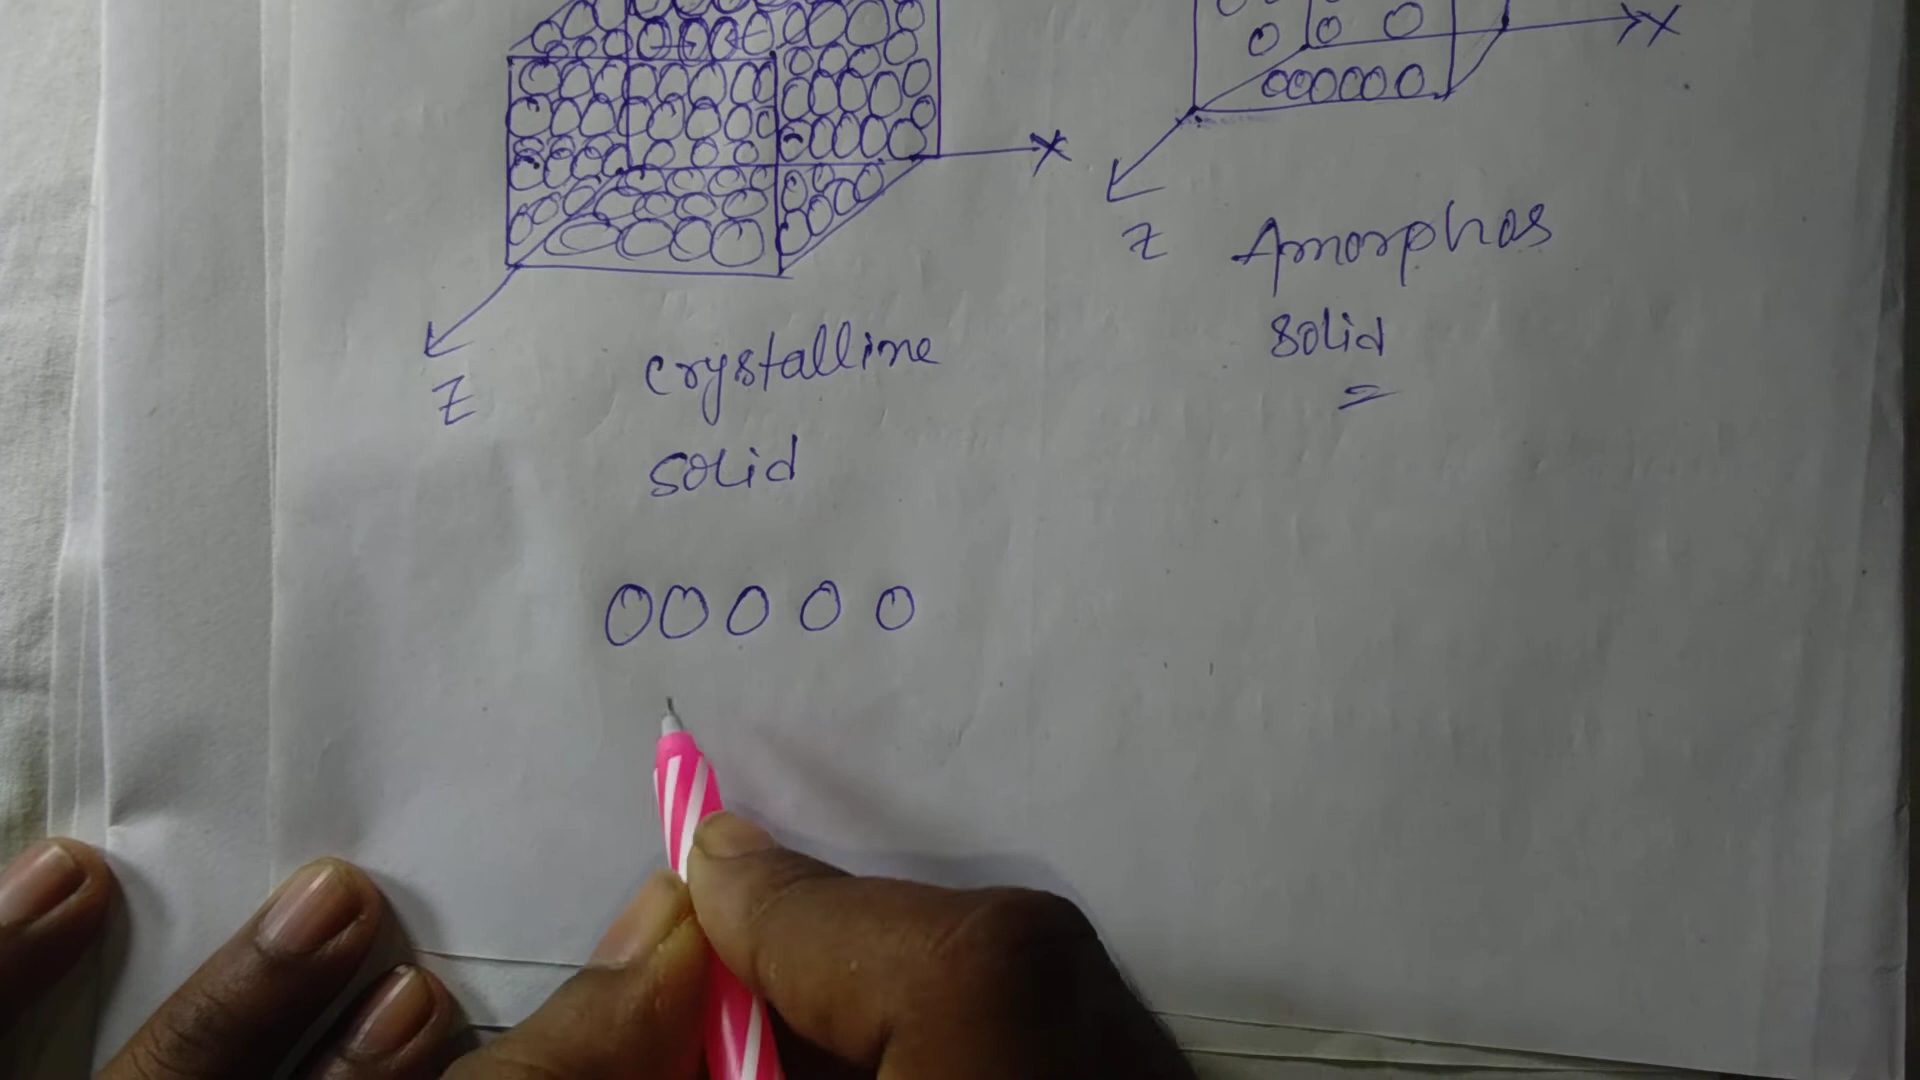 X
X
Z
Z
Amorphos
solid
crystalline
solid